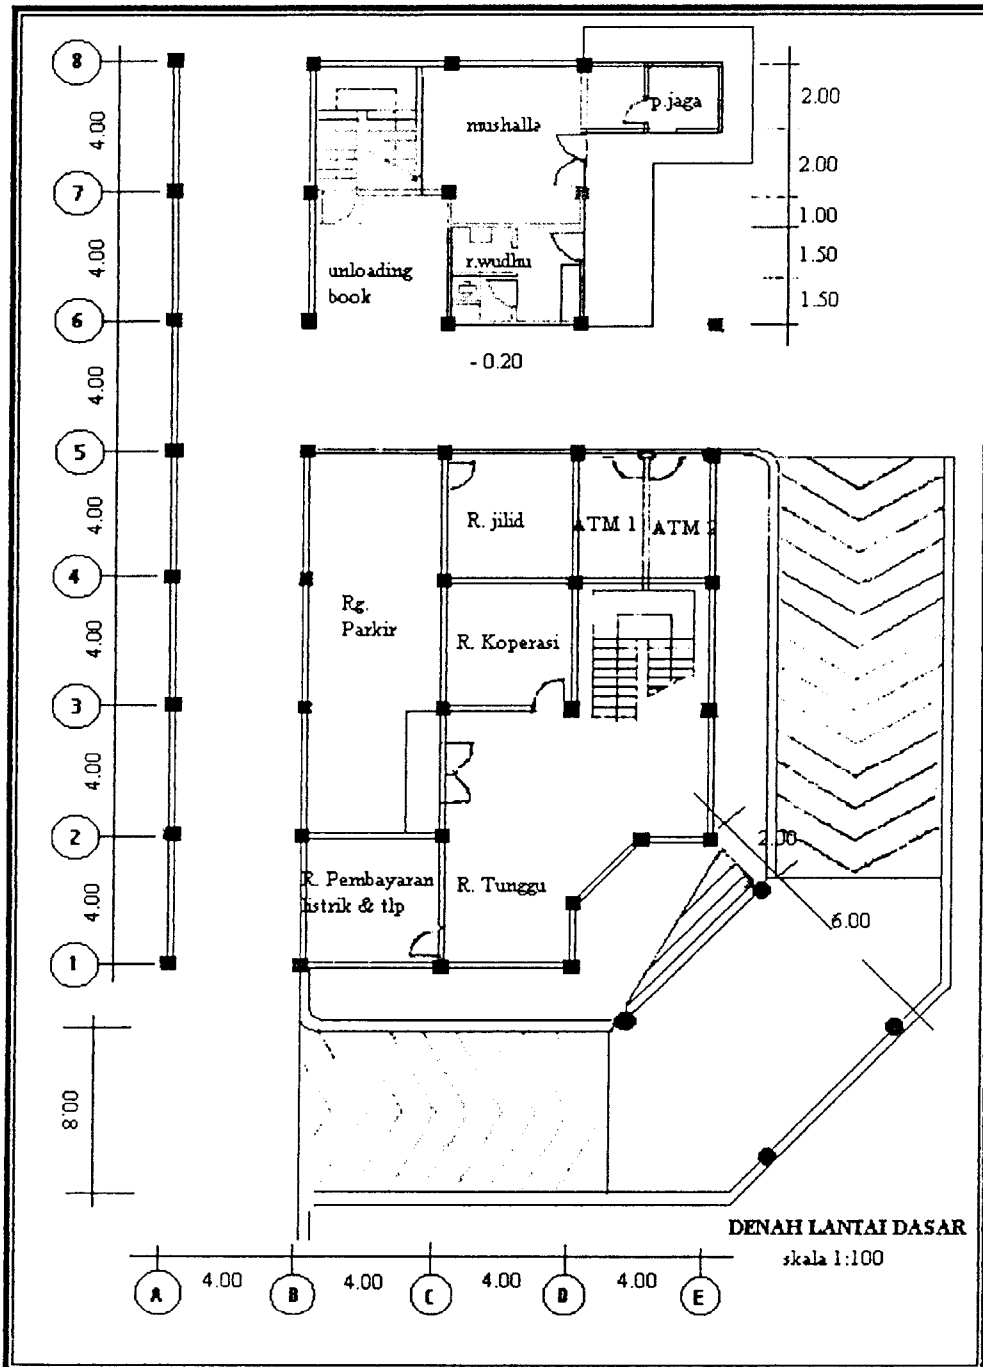 8
4.00
7
4.00
6
4.00
5
4.00
4
4.00
3
4.00
2
4.00
1
8.00
mushalla
p.jaga
unloading
book
r.wudhu
2.00
2.00
1.00
1.50
1.50
- 0.20
R. jilid
ATM 1
ATM 2
Rg.
Parkir
R. Koperasi
R. Pembayaran
listrik & tlp
R. Tunggu
2.00
6.00
DENAH LANTAI DASAR
skala 1:100
A
4.00
B
4.00
C
4.00
D
4.00
E